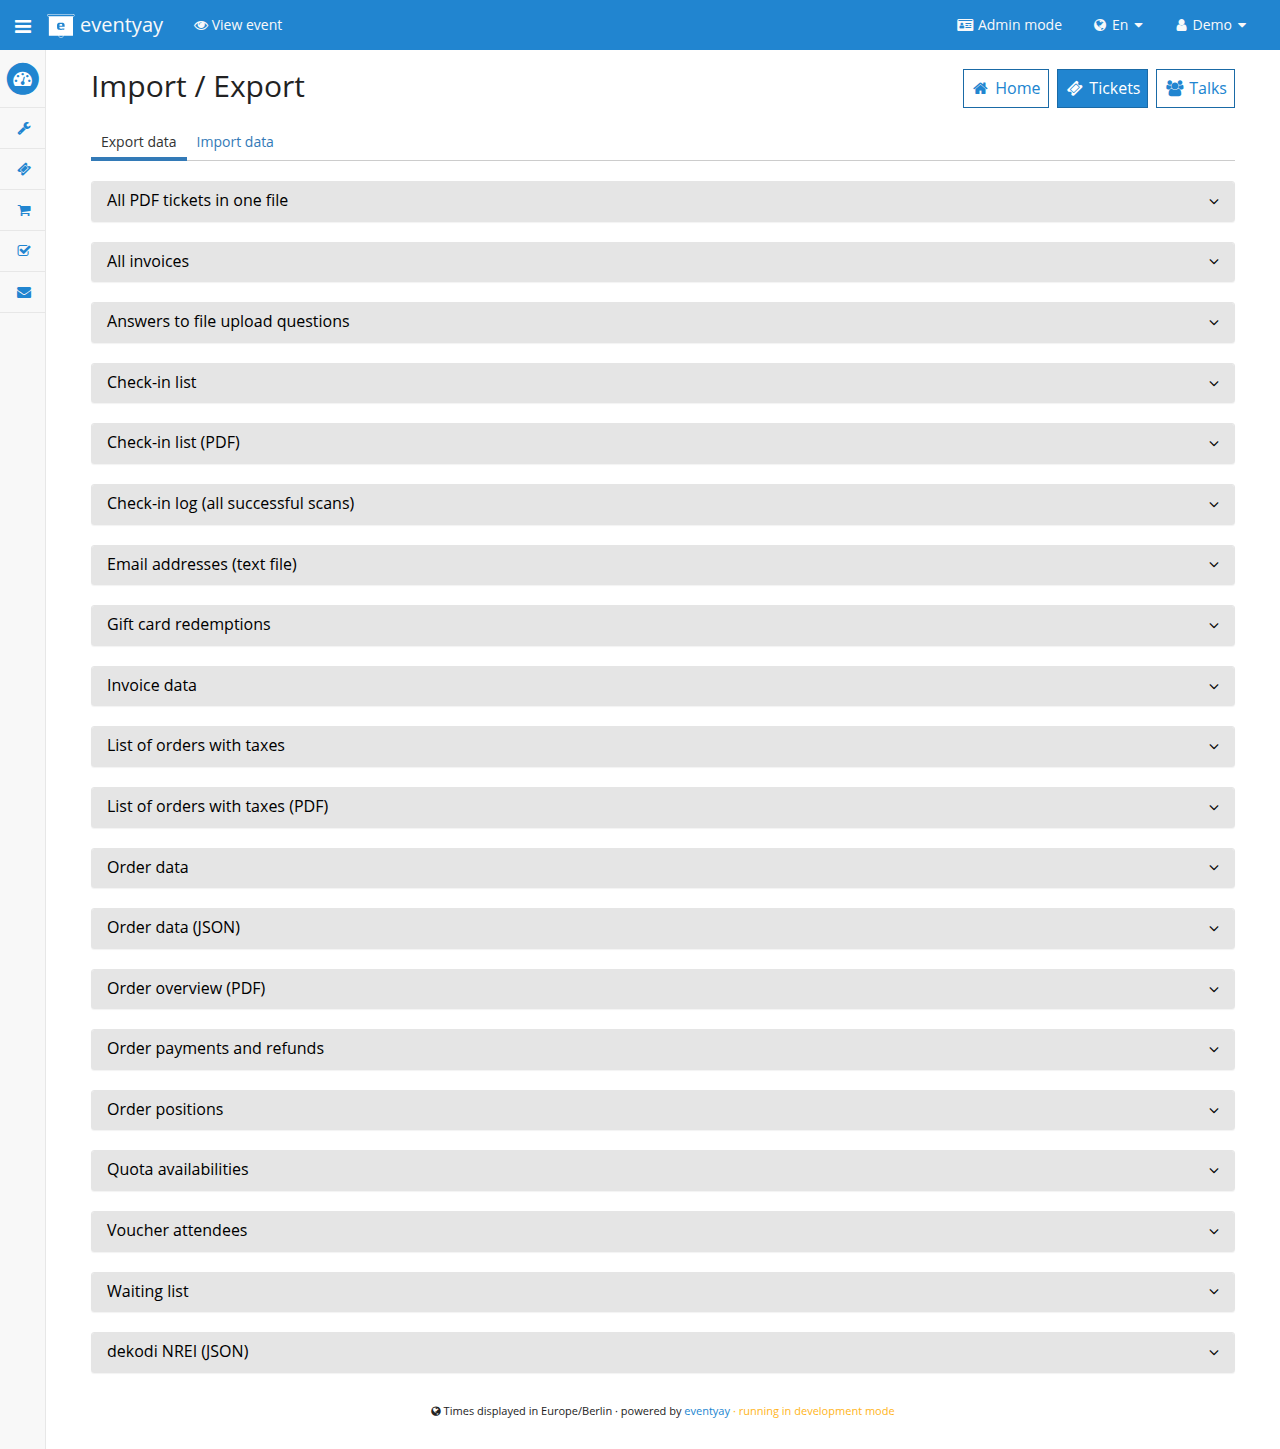 eventyay
View event
Admin mode
En
Demo
Import / Export
Home
Tickets
Talks
Export data
Import data
All PDF tickets in one file
All invoices
Answers to file upload questions
Check-in list
Check-in list (PDF)
Check-in log (all successful scans)
Email addresses (text file)
Gift card redemptions
Invoice data
List of orders with taxes
List of orders with taxes (PDF)
Order data
Order data (JSON)
Order overview (PDF)
Order payments and refunds
Order positions
Quota availabilities
Voucher attendees
Waiting list
dekodi NREI (JSON)
Times displayed in Europe/Berlin · powered by eventyay · running in development mode